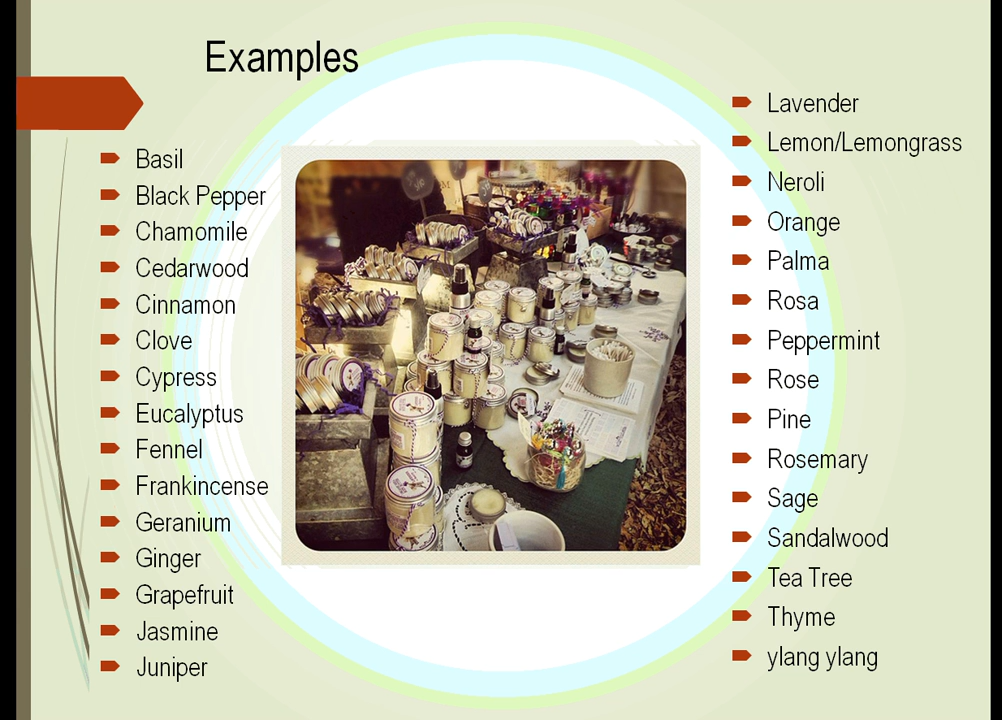 Examples
Basil
Black Pepper
Chamomile
Cedarwood
Cinnamon
Clove
Cypress
Eucalyptus
Fennel
Frankincense
Geranium
Ginger
Grapefruit
Jasmine
Juniper
Lavender
Lemon/Lemongrass
Neroli
Orange
Palma
Rosa
Peppermint
Rose
Pine
Rosemary
Sage
Sandalwood
Tea Tree
Thyme
ylang ylang